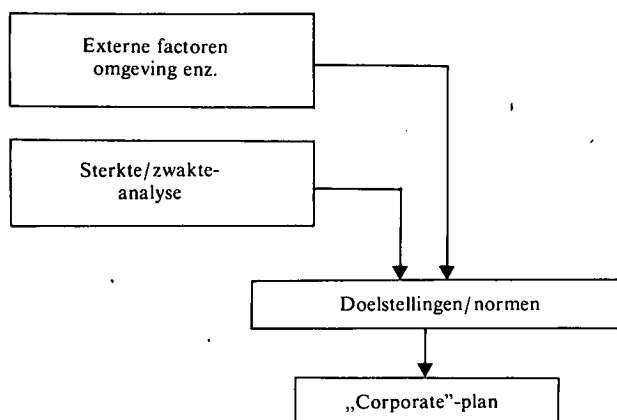 Externe factoren
omgeving enz.
Sterkte/zwakte-
analyse
Doelstellingen/normen
„Corporate”-plan